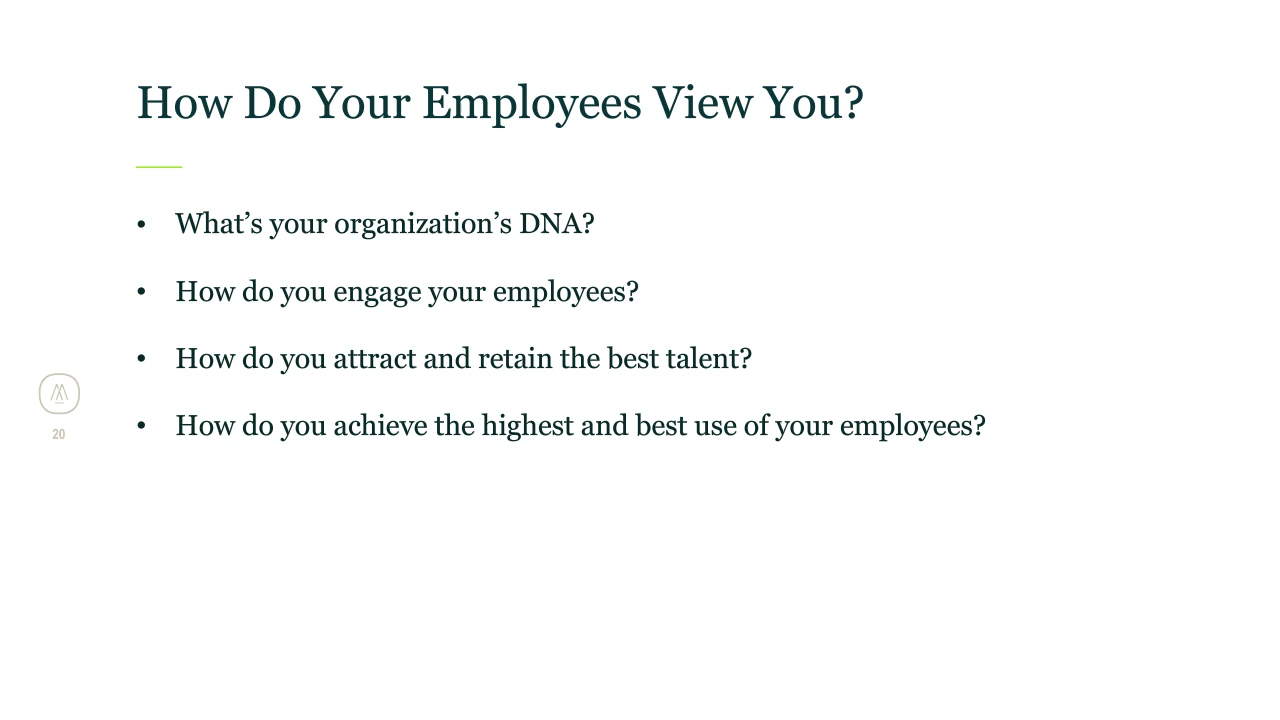 How Do Your Employees View You?
• What’s your organization’s DNA?
• How do you engage your employees?
• How do you attract and retain the best talent?
• How do you achieve the highest and best use of your employees?
20